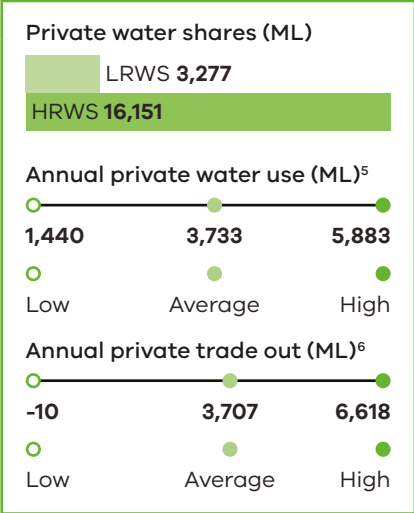 Private water shares (ML)
LRWS 3,277
HRWS 16,151
Annual private water use (ML)⁵
1,440 3,733 5,883
Low Average High
Annual private trade out (ML)⁶
-10 3,707 6,618
Low Average High